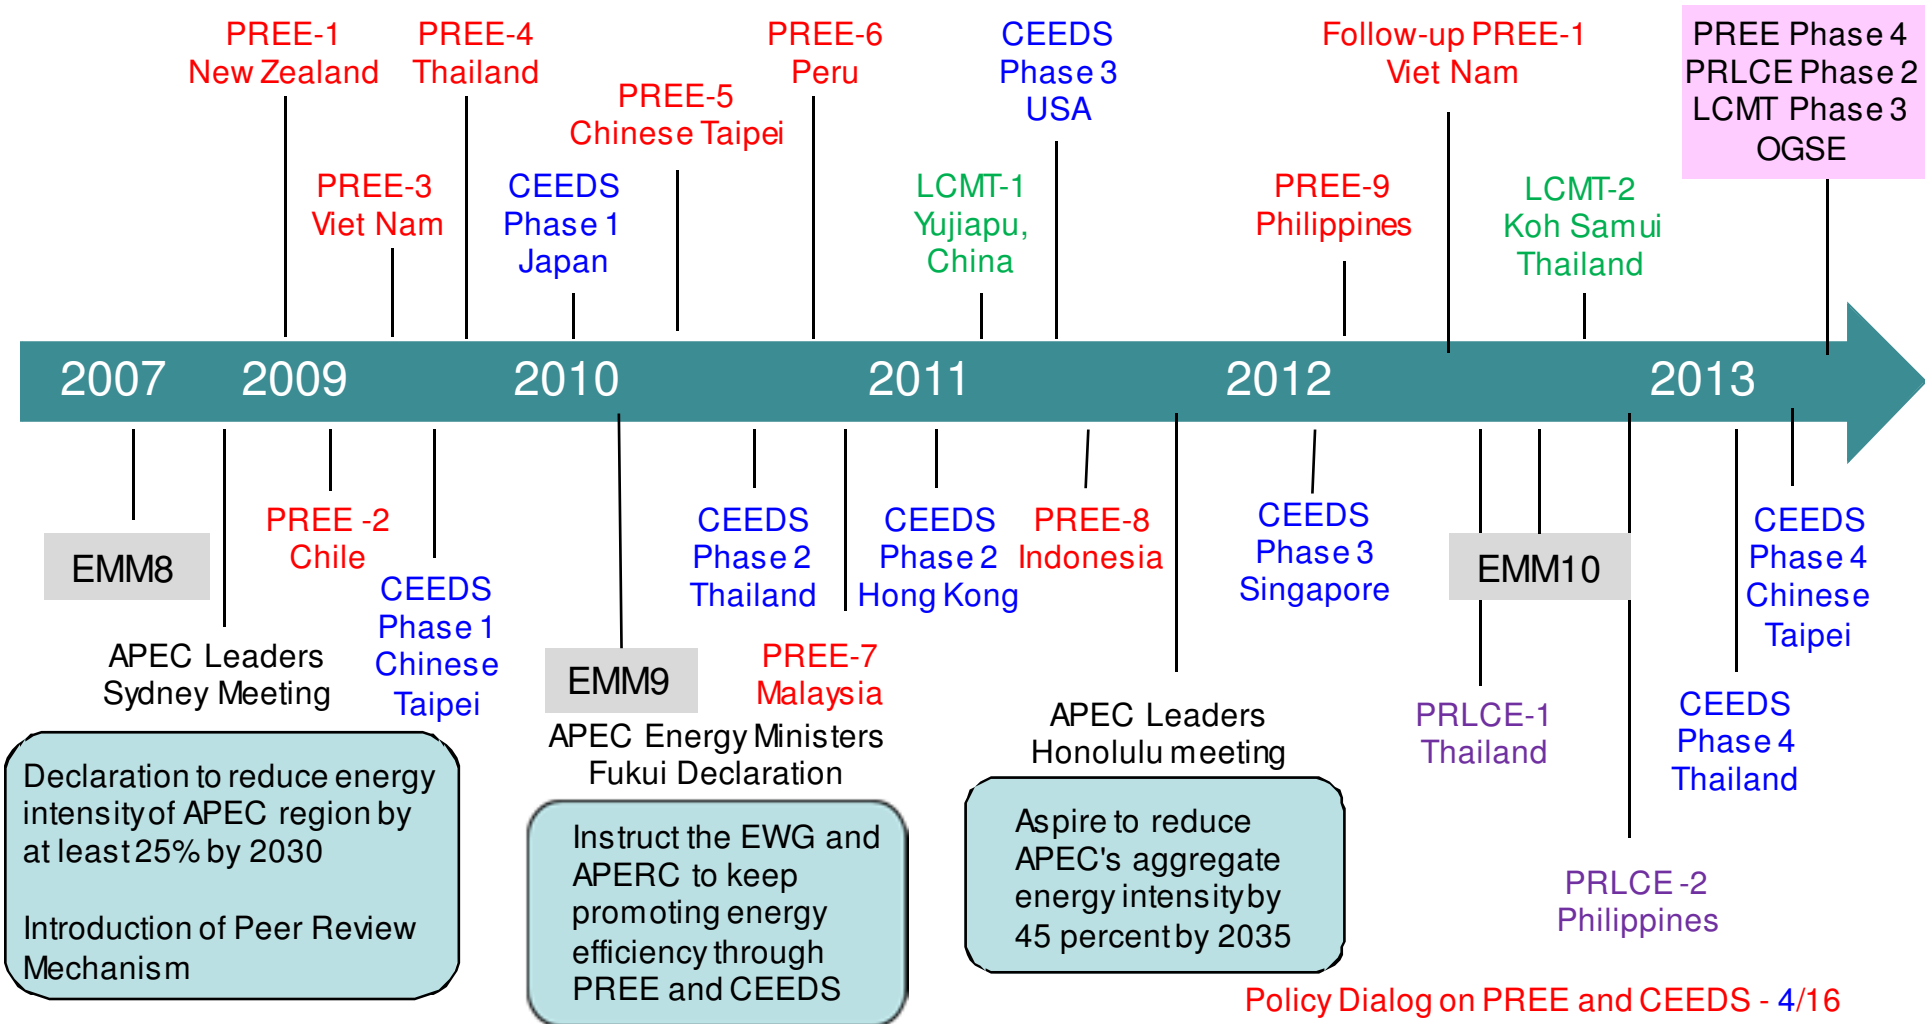 PREE-1
New Zealand
PREE-4
Thailand
PREE-6
Peru
CEEDS
Phase 3
USA
Follow-up PREE-1
Viet Nam
PREE Phase 4
PRLCE Phase 2
LCMT Phase 3
OGSE
PREE-5
Chinese Taipei
PREE-3
Viet Nam
CEEDS
Phase 1
Japan
LCMT-1
Yujiapu,
China
PREE-9
Philippines
LCMT-2
Koh Samui
Thailand
2007 2009 2010 2011 2012 2013
EMM8
PREE -2
Chile
CEEDS
Phase 1
Chinese
Taipei
CEEDS
Phase 2
Thailand
CEEDS
Phase 2
Hong Kong
PREE-8
Indonesia
CEEDS
Phase 3
Singapore
EMM10
CEEDS
Phase 4
Chinese
Taipei
APEC Leaders
Sydney Meeting
EMM9
APEC Energy Ministers
Fukui Declaration
PREE-7
Malaysia
APEC Leaders
Honolulu meeting
PRLCE-1
Thailand
CEEDS
Phase 4
Thailand
Declaration to reduce energy
intensity of APEC region by
at least 25% by 2030
Introduction of Peer Review
Mechanism
Instruct the EWG and
APERC to keep
promoting energy
efficiency through
PREE and CEEDS
Aspire to reduce
APEC's aggregate
energy intensity by
45 percent by 2035
PRLCE -2
Philippines
Policy Dialog on PREE and CEEDS - 4/16